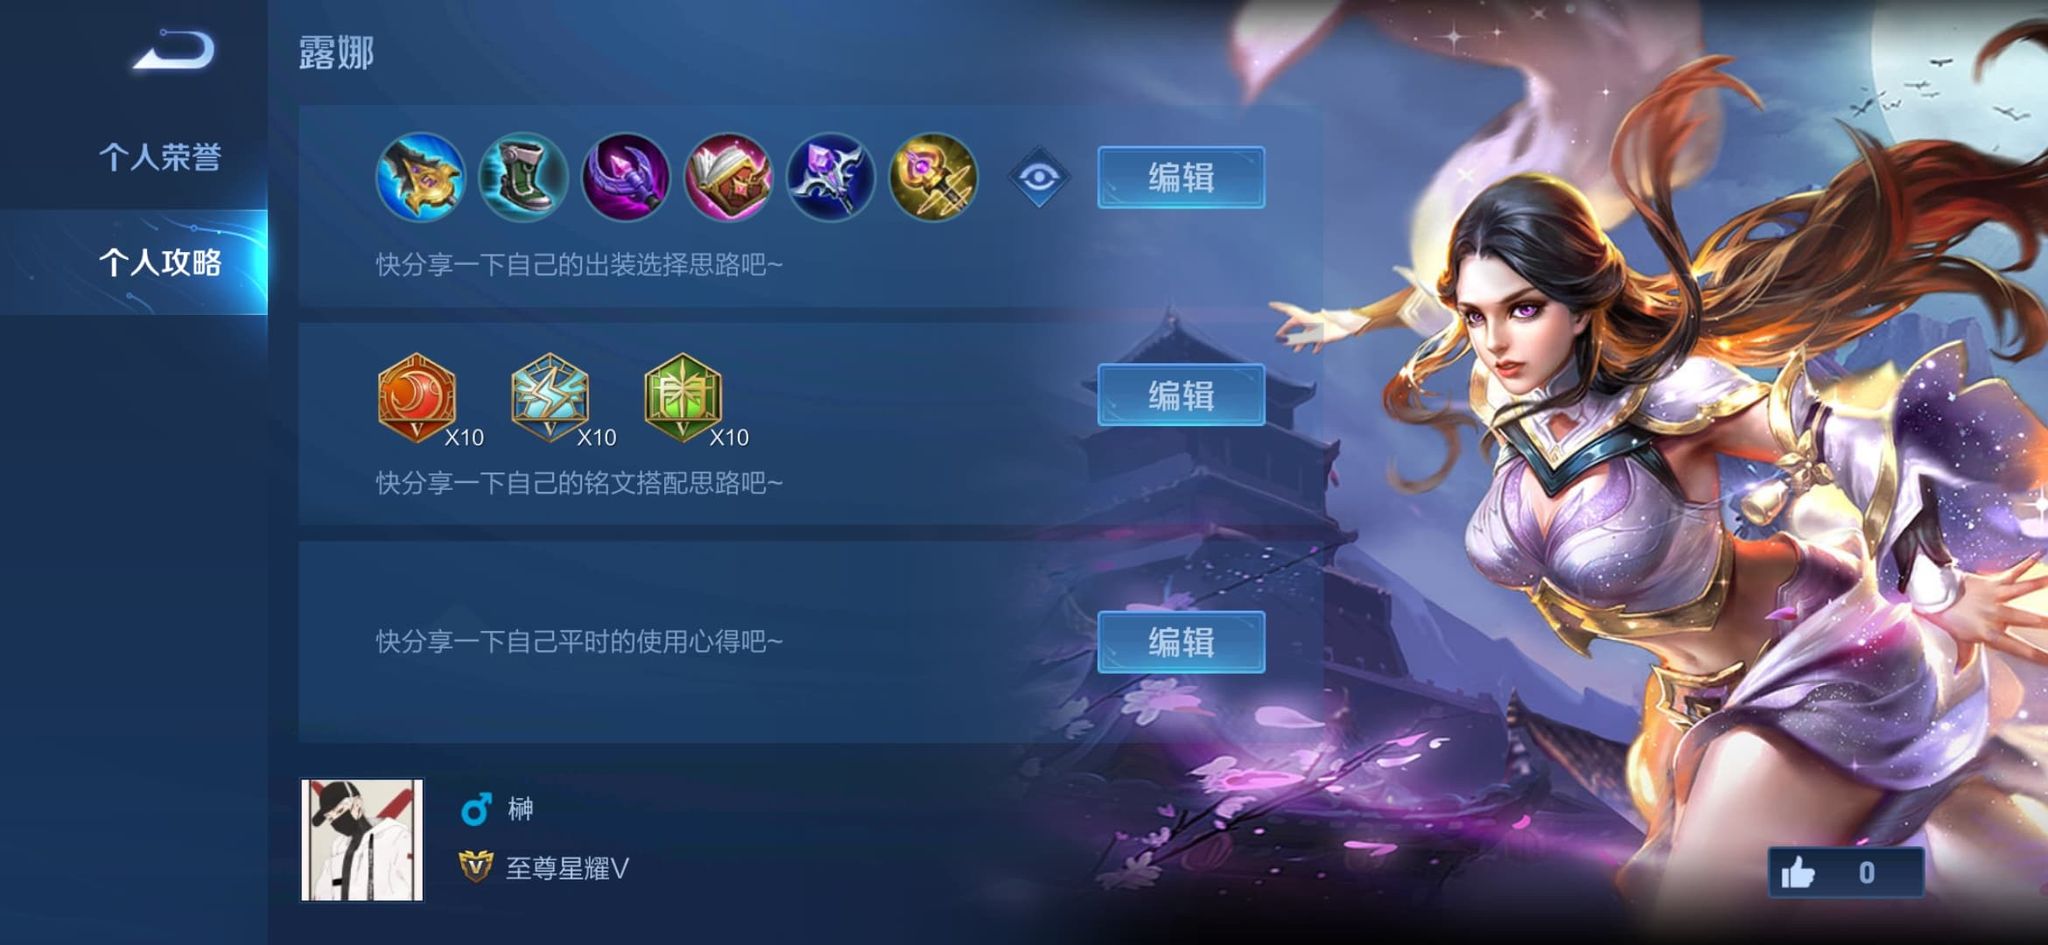 露娜
个人荣誉
个人攻略
编辑
快分享一下自己的出装选择思路吧~
V X10 V X10 V X10
编辑
快分享一下自己的铭文搭配思路吧~
快分享一下自己平时的使用心得吧~
编辑
榊
V 至尊星耀V
0